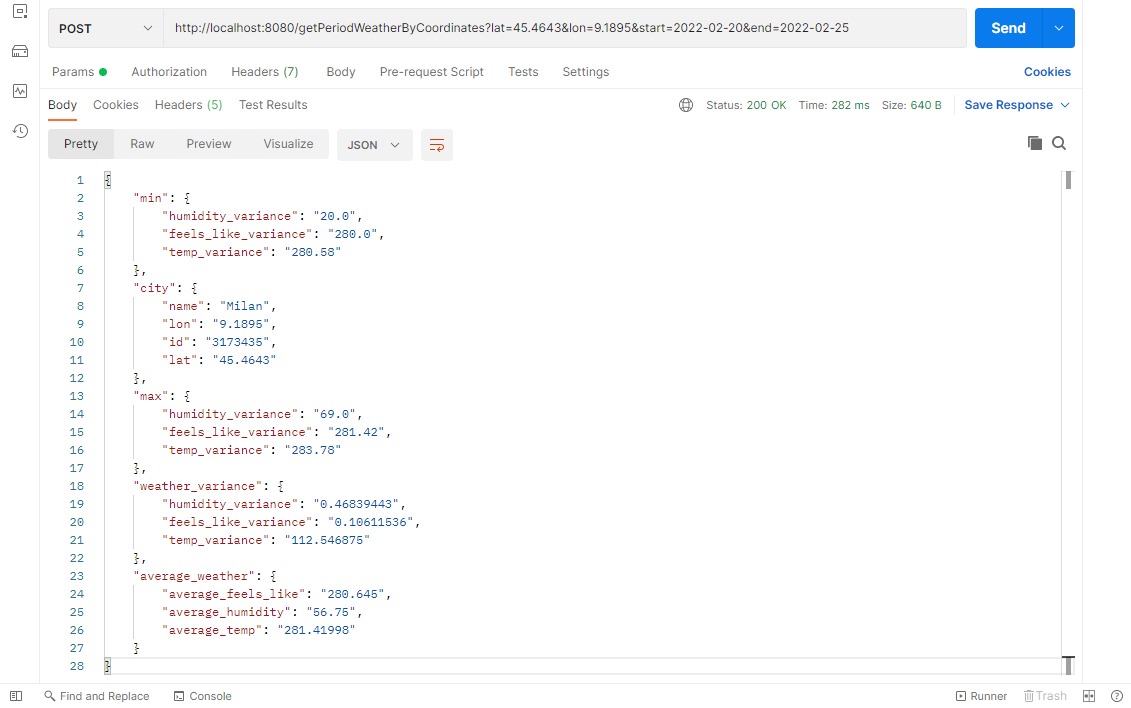 POST http://localhost:8080/getPeriodWeatherByCoordinates?lat=45.4643&lon=9.1895&start=2022-02-20&end=2022-02-25 Send
Params Authorization Headers (7) Body Pre-request Script Tests Settings Cookies
Body Cookies Headers (5) Test Results Status: 200 OK Time: 282 ms Size: 640 B Save Response
Pretty Raw Preview Visualize JSON
1 {
2 "min": {
3 "humidity_variance": "20.0",
4 "feels_like_variance": "280.0",
5 "temp_variance": "280.58"
6 },
7 "city": {
8 "name": "Milan",
9 "lon": "9.1895",
10 "id": "3173435",
11 "lat": "45.4643"
12 },
13 "max": {
14 "humidity_variance": "69.0",
15 "feels_like_variance": "281.42",
16 "temp_variance": "283.78"
17 },
18 "weather_variance": {
19 "humidity_variance": "0.46839443",
20 "feels_like_variance": "0.10611536",
21 "temp_variance": "112.546875"
22 },
23 "average_weather": {
24 "average_feels_like": "280.645",
25 "average_humidity": "56.75",
26 "average_temp": "281.41998"
27 }
28 }
Find and Replace Console Runner Trash